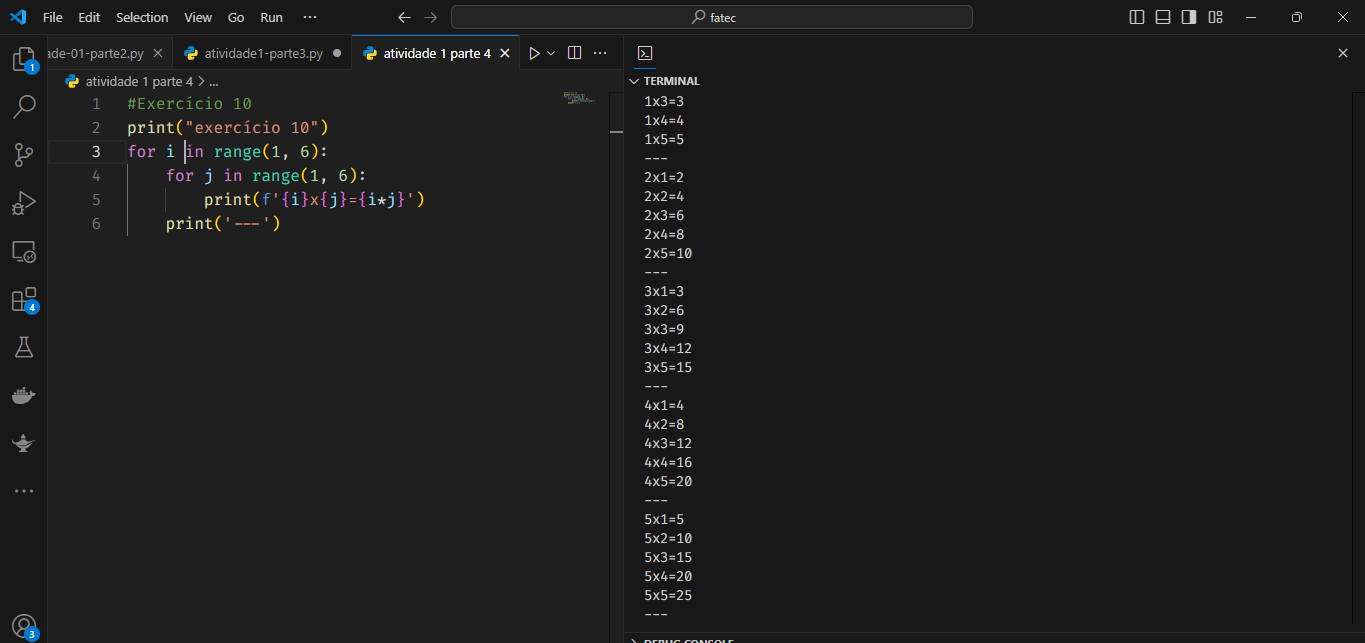 File Edit Selection View Go Run ···
fatec
ade-01-parte2.py
atividade1-parte3.py
atividade 1 parte 4
atividade 1 parte 4 > ...
1 #Exercício 10
2 print("exercício 10")
3 for i in range(1, 6):
4 for j in range(1, 6):
5 print(f'{i}x{j}={i*j}')
6 print('---')
1
4
3
TERMINAL
1x3=3
1x4=4
1x5=5
---
2x1=2
2x2=4
2x3=6
2x4=8
2x5=10
---
3x1=3
3x2=6
3x3=9
3x4=12
3x5=15
---
4x1=4
4x2=8
4x3=12
4x4=16
4x5=20
---
5x1=5
5x2=10
5x3=15
5x4=20
5x5=25
---
DEBUG CONSOLE